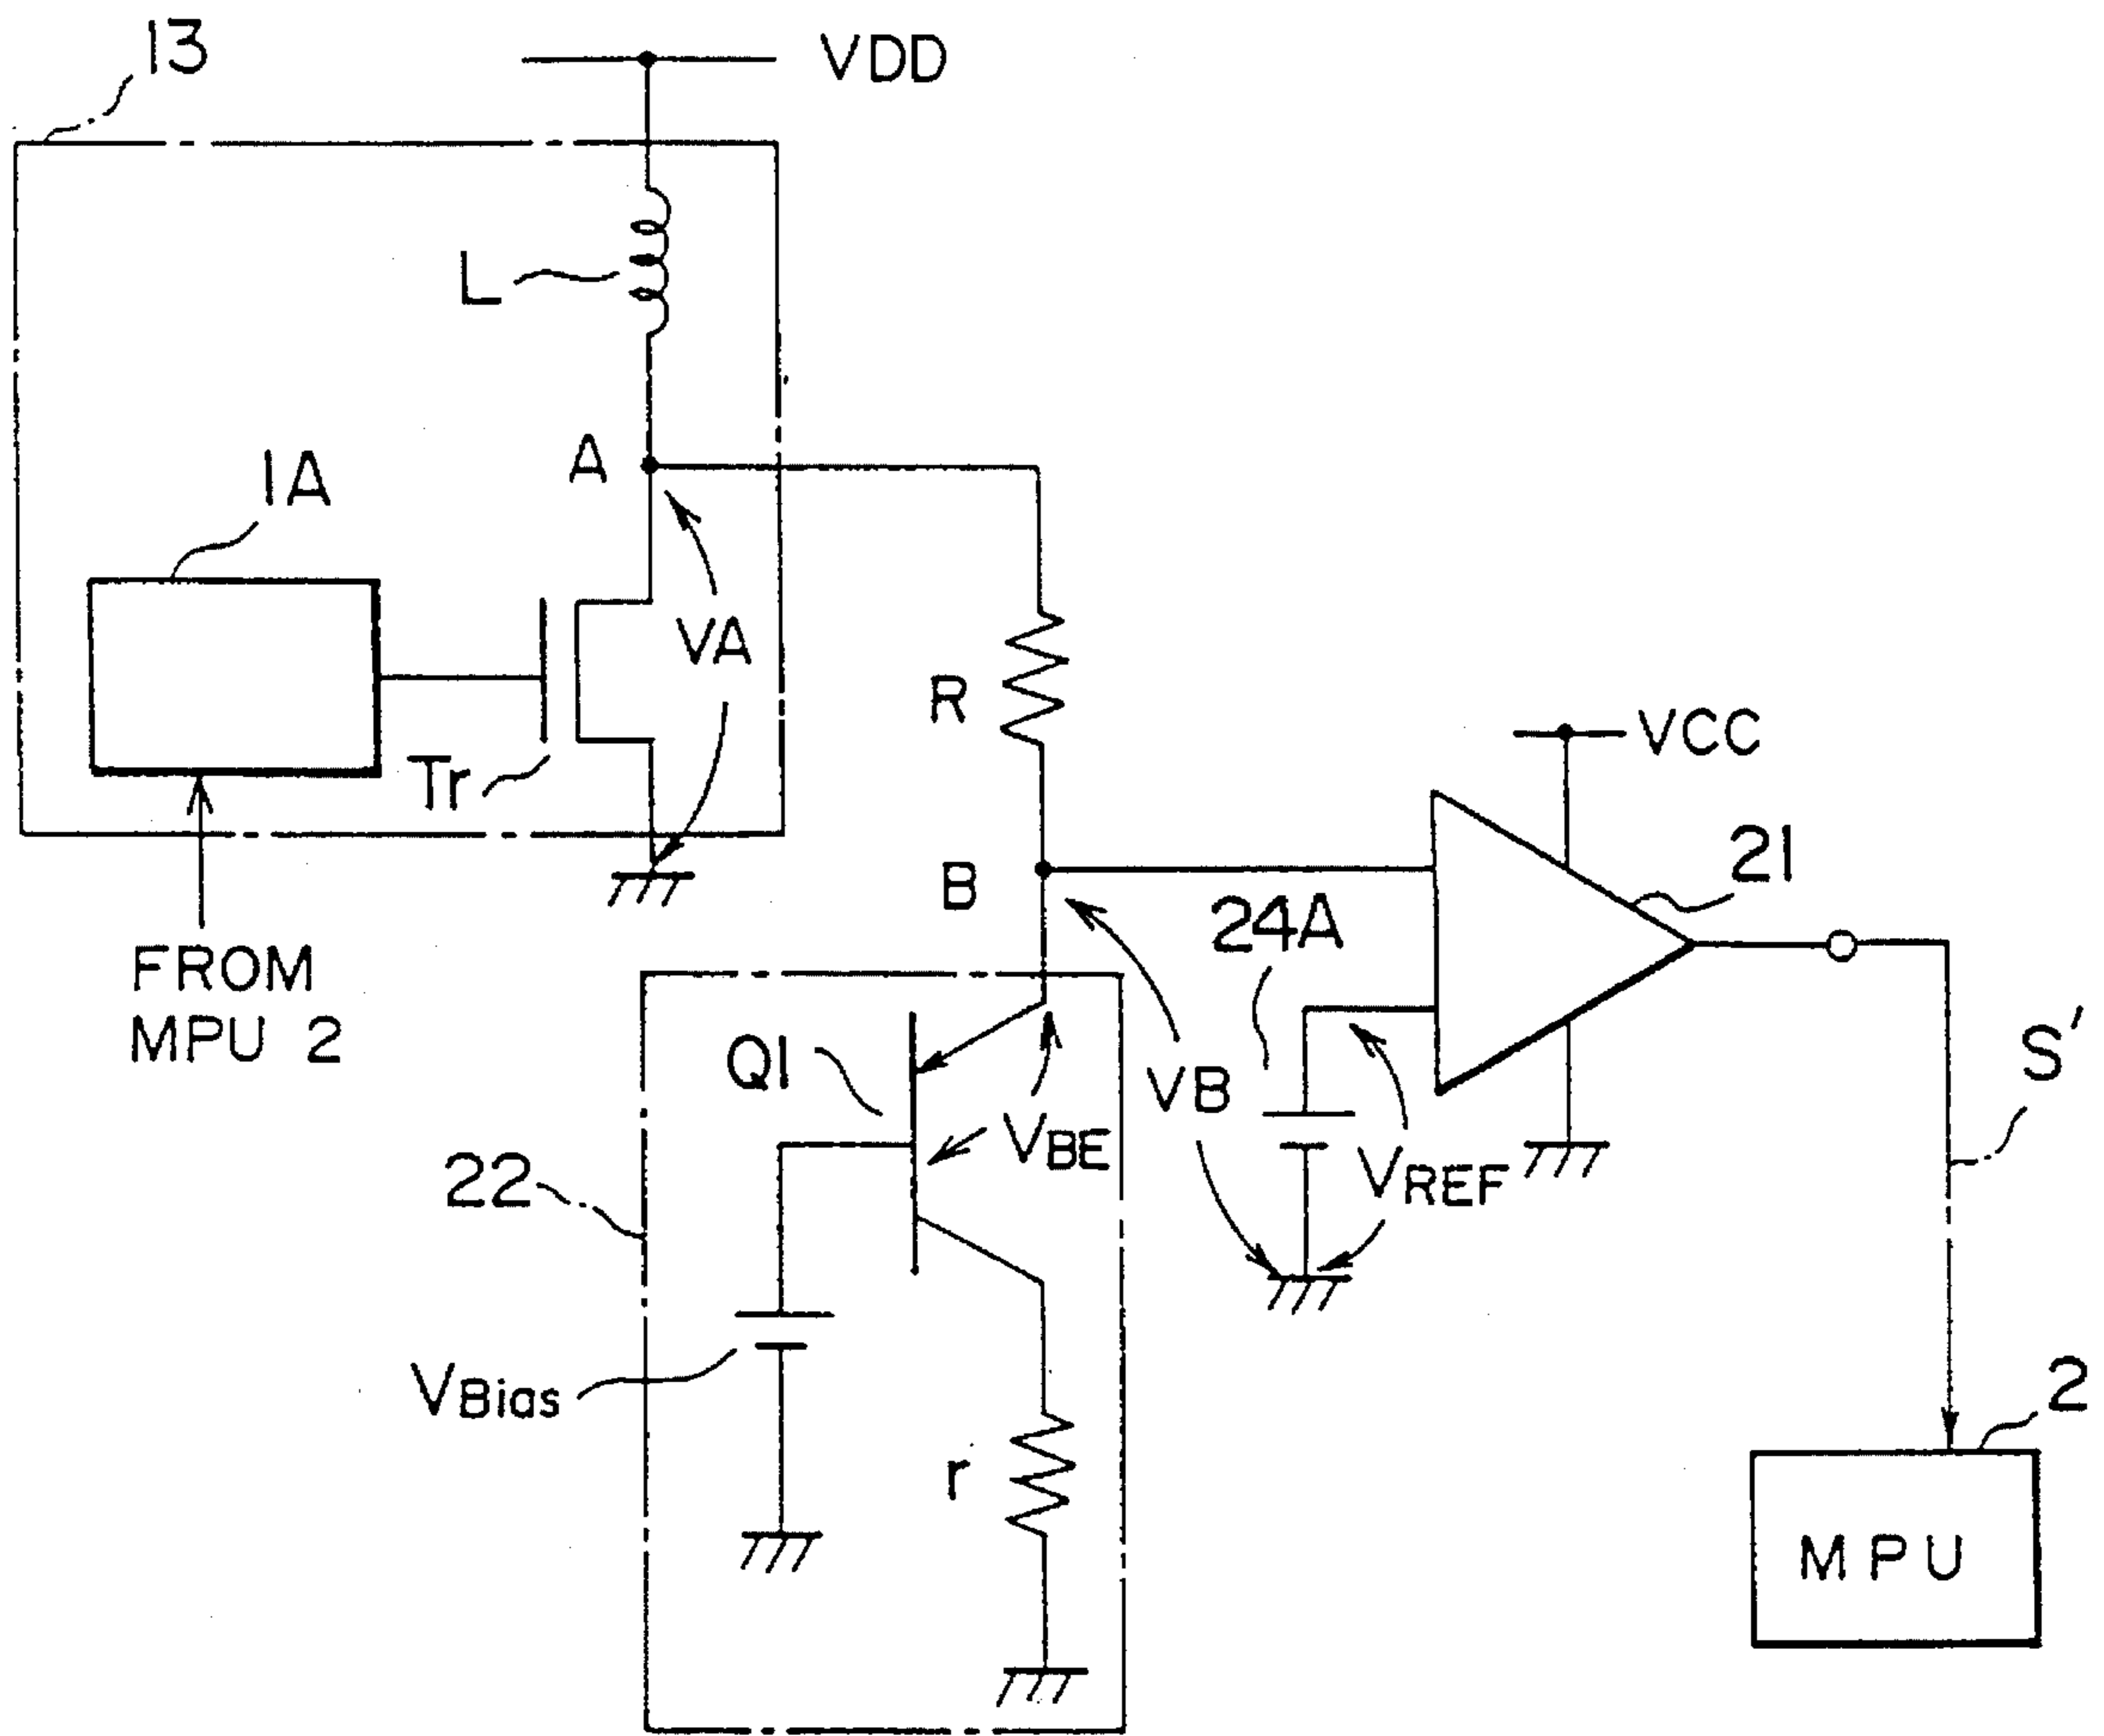 13
VDD
L
A
1A
VA
R
Tr
VCC
21
B
24A
FROM
MPU 2
Q1
VB
S'
VBE
22
VREF
VBias
2
r
MPU